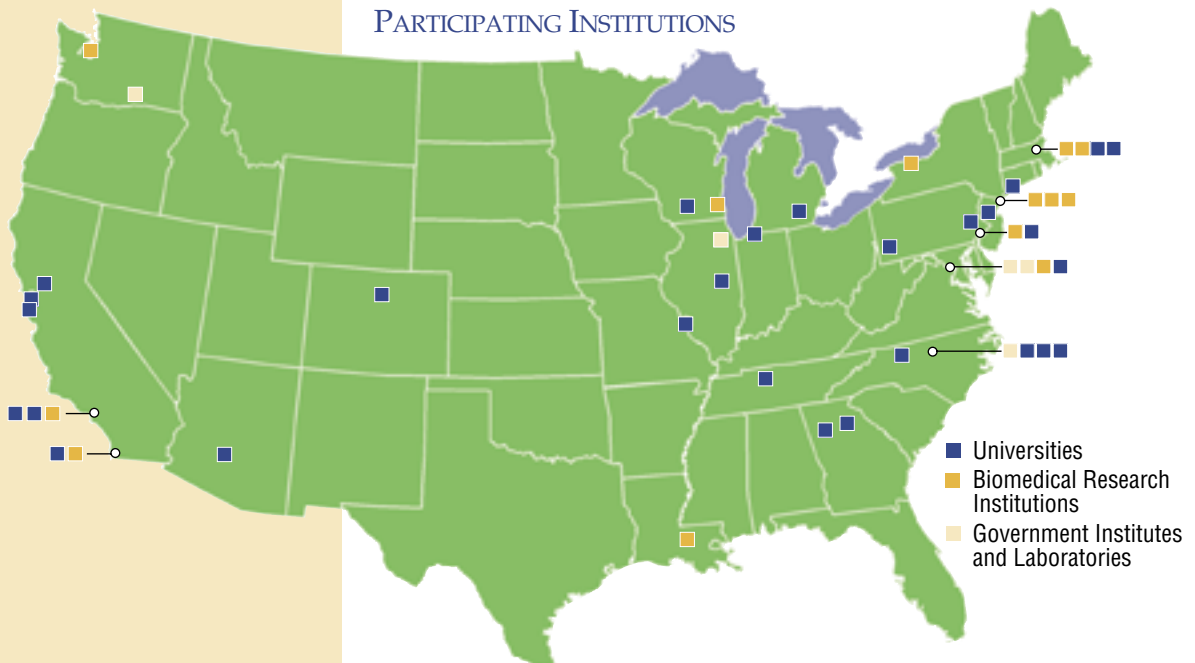 PARTICIPATING INSTITUTIONS
Universities
Biomedical Research
Institutions
Government Institutes
and Laboratories